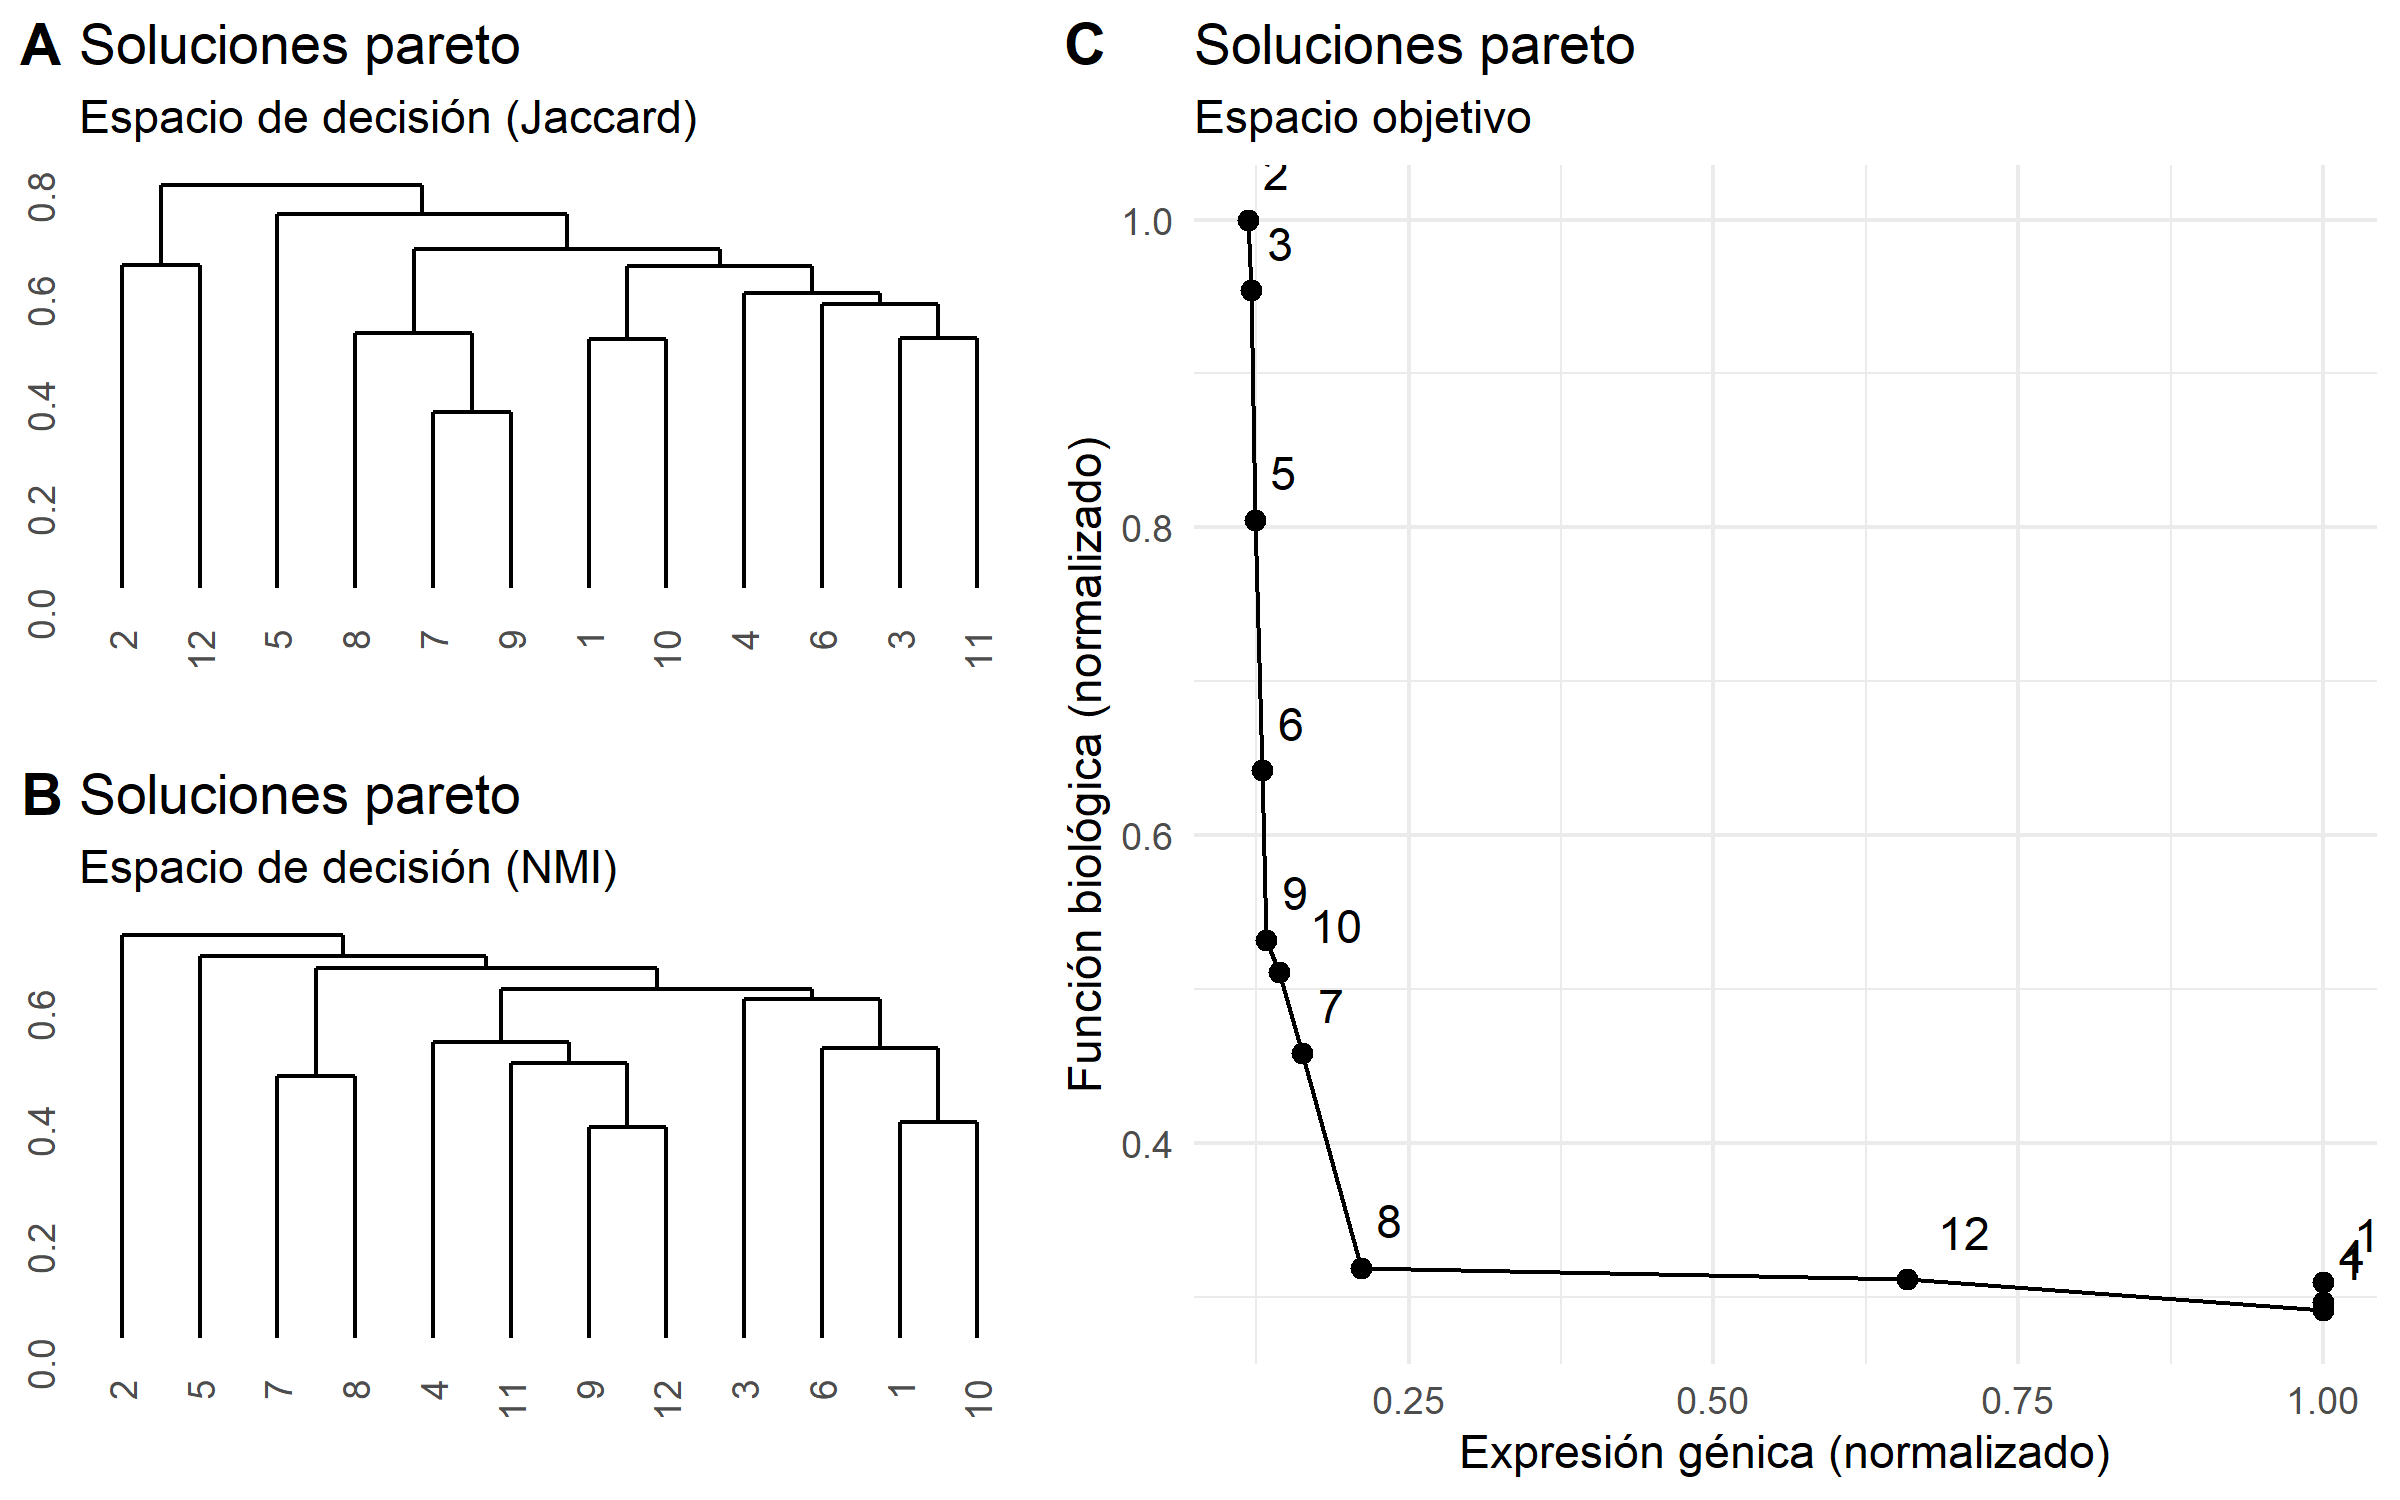 A Soluciones pareto
Espacio de decisión (Jaccard)
0.8
0.6
0.4
0.2
0.0
2 12 5 8 7 9 1 10 4 6 3 11
B Soluciones pareto
Espacio de decisión (NMI)
0.6
0.4
0.2
0.0
2 5 7 8 4 11 9 12 3 6 1 10
C Soluciones pareto
Espacio objetivo
Función biológica (normalizado)
1.0
0.8
0.6
0.4
2
3
5
6
9
10
7
8
12
4
0.25 0.50 0.75 1.00
Expresión génica (normalizado)